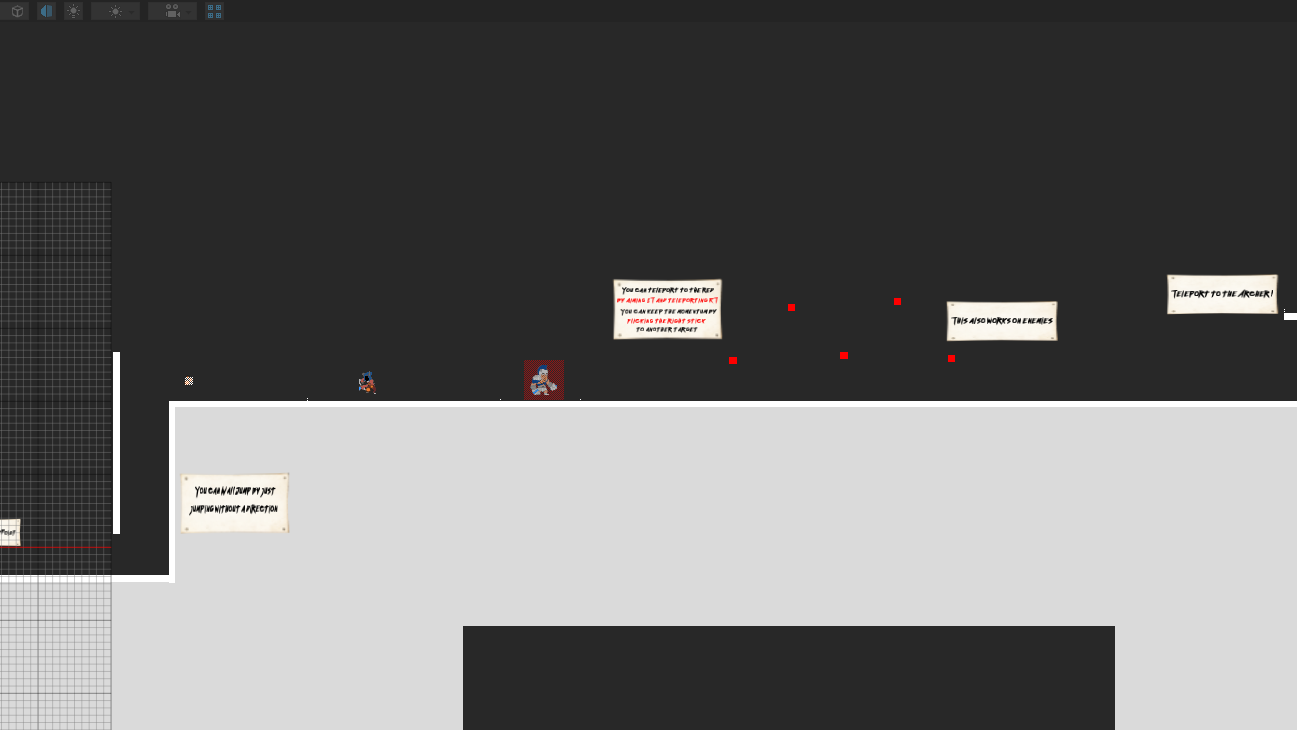 YOU CAN TELEPORT TO THE RED
BY AIMING IT AND TELEPORTING RT
YOU CAN KEEP THE MOMENTUM BY
FLICKING THE RIGHT STICK
TO ANOTHER TARGET
THIS ALSO WORKS ON ENEMIES
TELEPORT TO THE ARCHER!
YOU CAN WALLJUMP BY JUST
JUMPING WITHOUT A DIRECTION